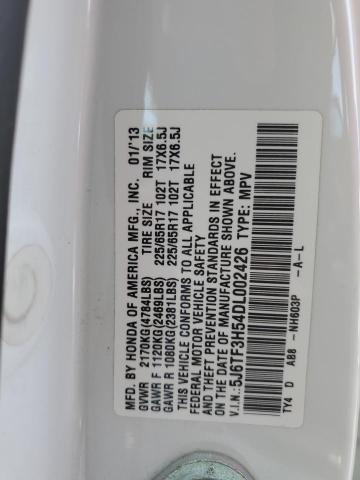 MFD. BY HONDA OF AMERICA MFG., INC. 01/'13
GVWR 2170KG(4784LBS) TIRE SIZE RIM SIZE
GAWR F 1120KG(2469LBS) 225/65R17 102T 17X6.5J
GAWR R 1080KG(2381LBS) 225/65R17 102T 17X6.5J
THIS VEHICLE CONFORMS TO ALL APPLICABLE
FEDERAL MOTOR VEHICLE SAFETY
AND THEFT PREVENTION STANDARDS IN EFFECT
ON THE DATE OF MANUFACTURE SHOWN ABOVE.
V.I.N.: 5J6TF3H54DL002426 TYPE: MPV
TY4 D A88 - NH603P -A-L